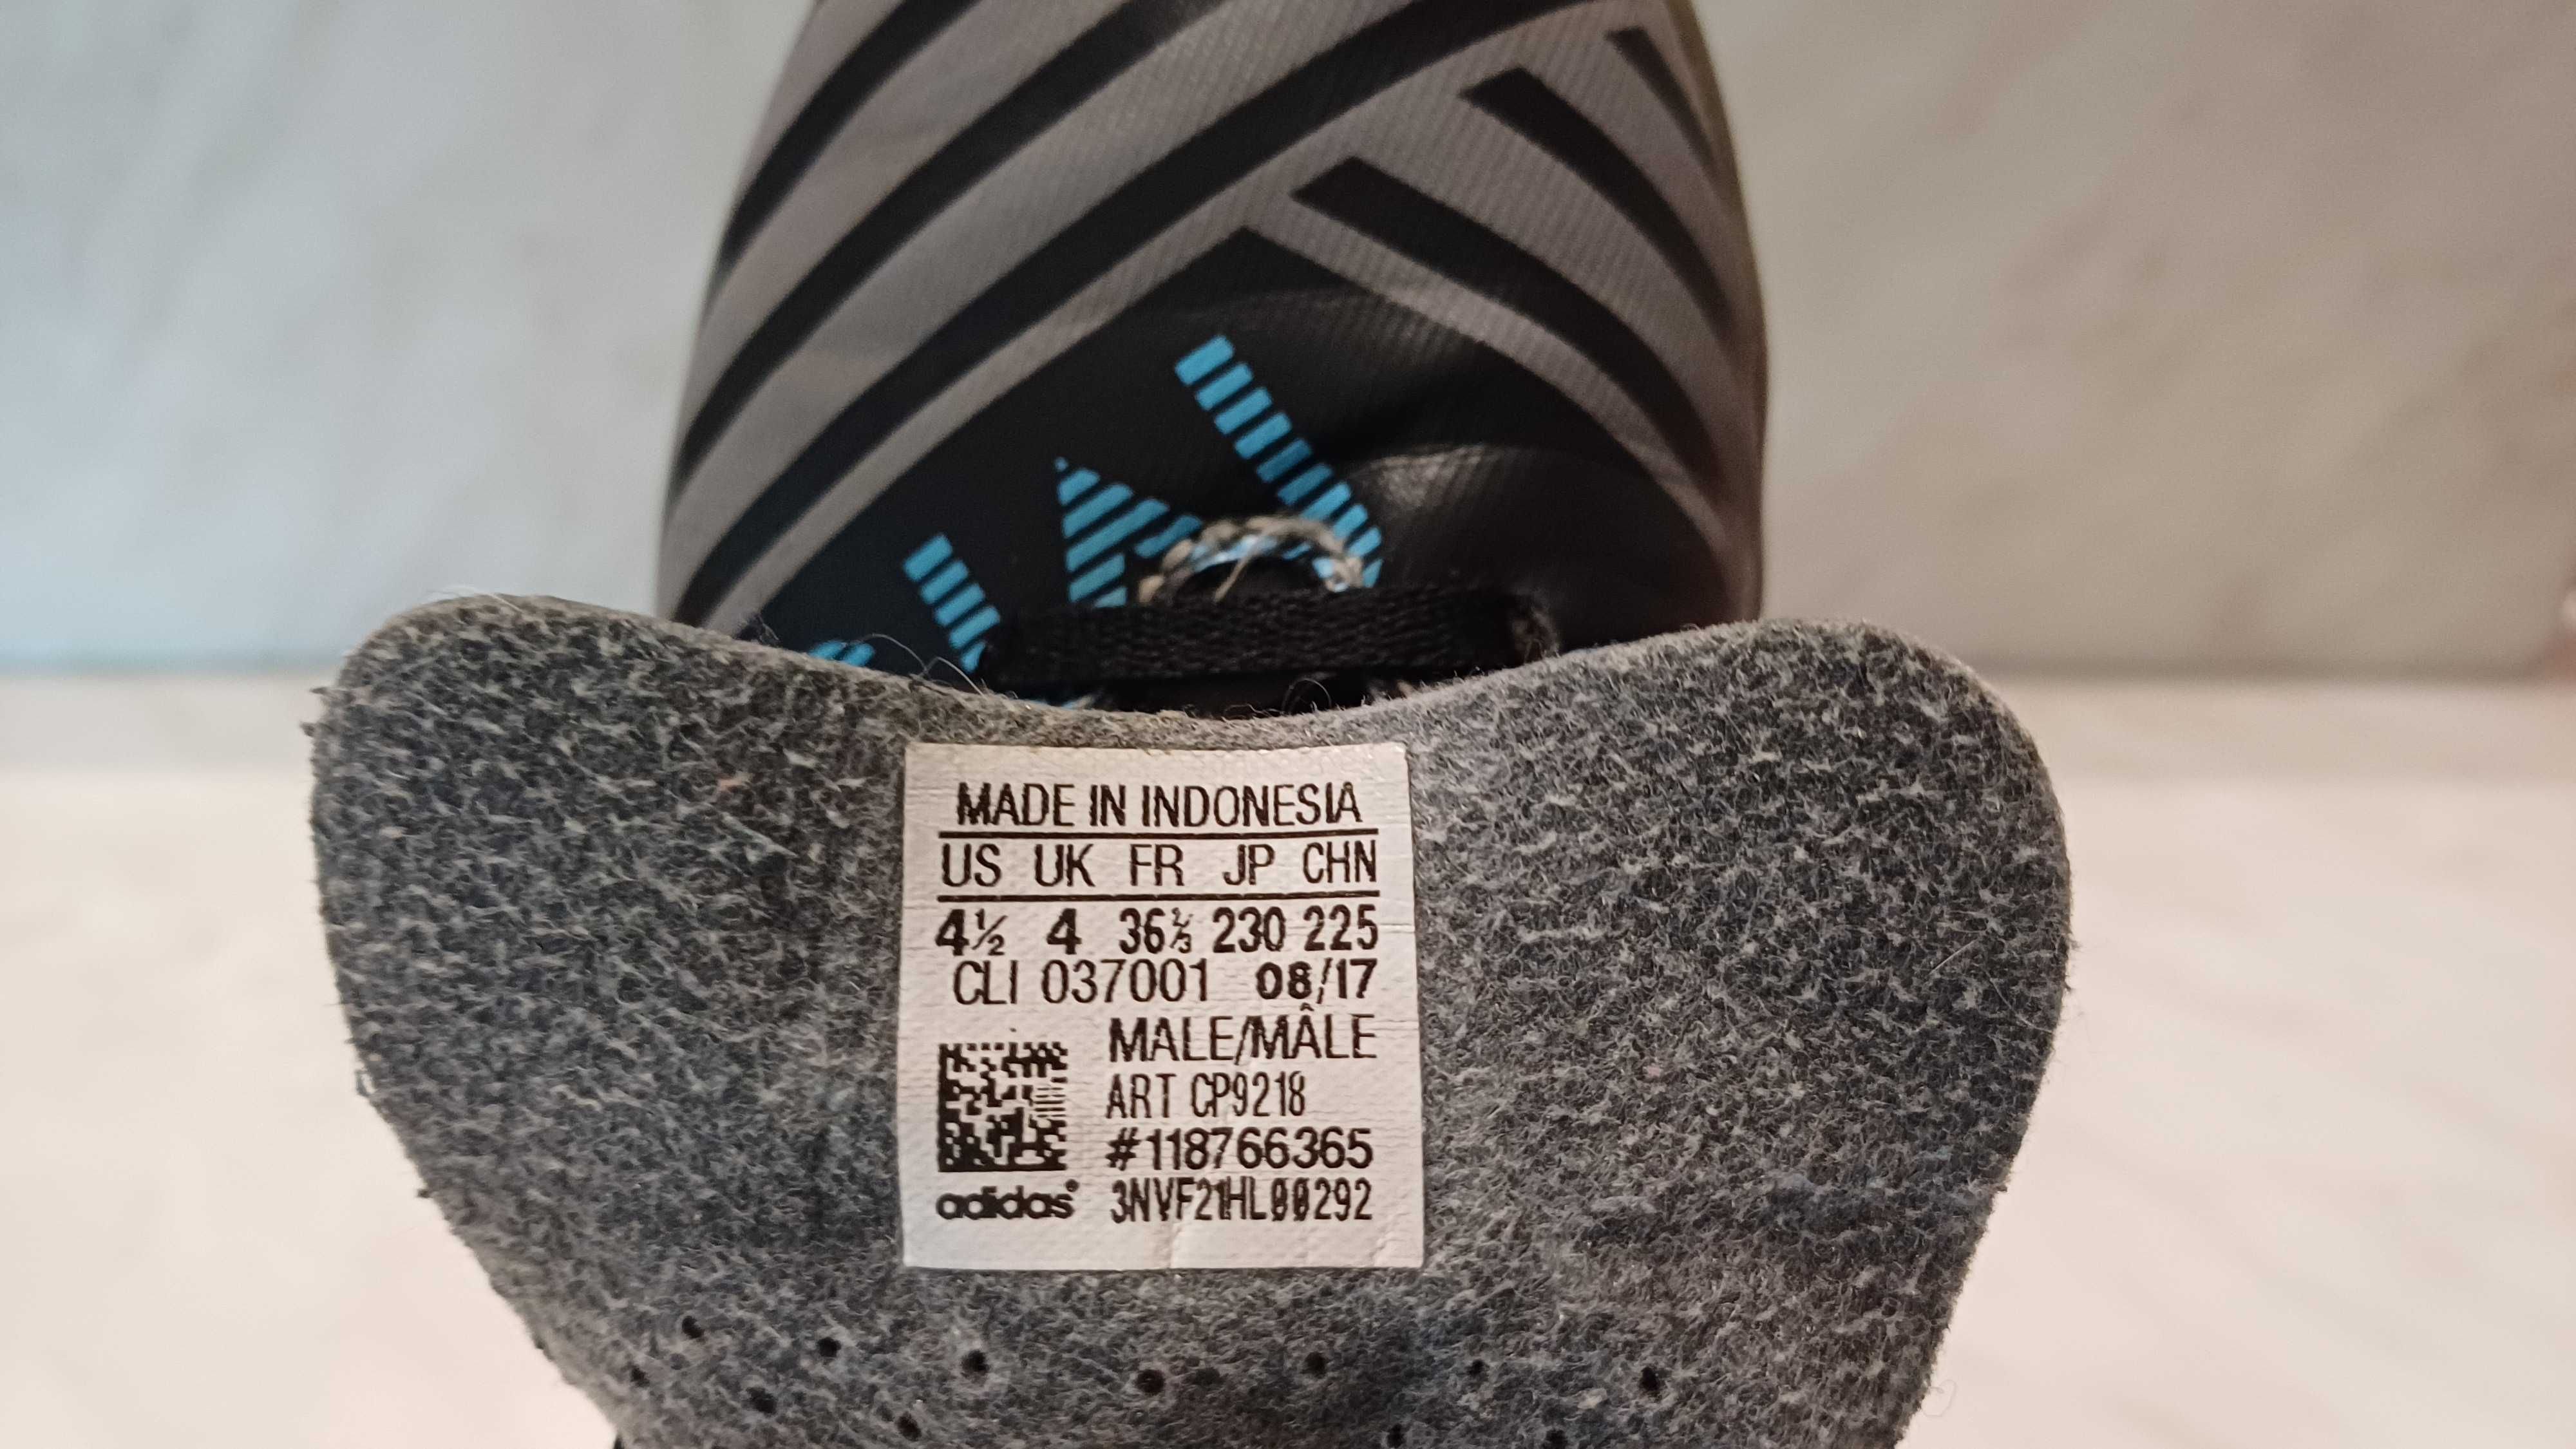 MADE IN INDONESIA
US UK FR JP CHN
4½ 4 36⅔ 230 225
CLI 037001 08/17
MALE/MÂLE
ART CP9218
#118766365
adidas® 3NVF21HL00292